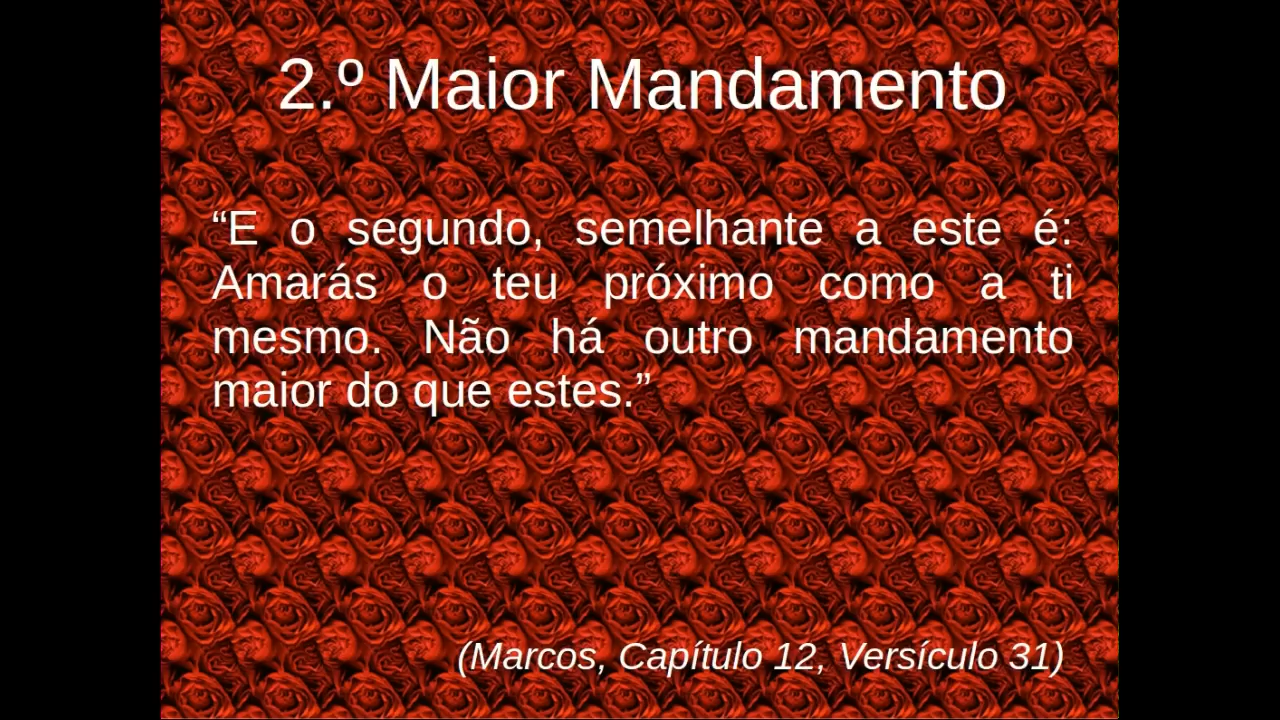 2.º Maior Mandamento
“E o segundo, semelhante a este é:
Amarás o teu próximo como a ti
mesmo. Não há outro mandamento
maior do que estes.”
(Marcos, Capítulo 12, Versículo 31)